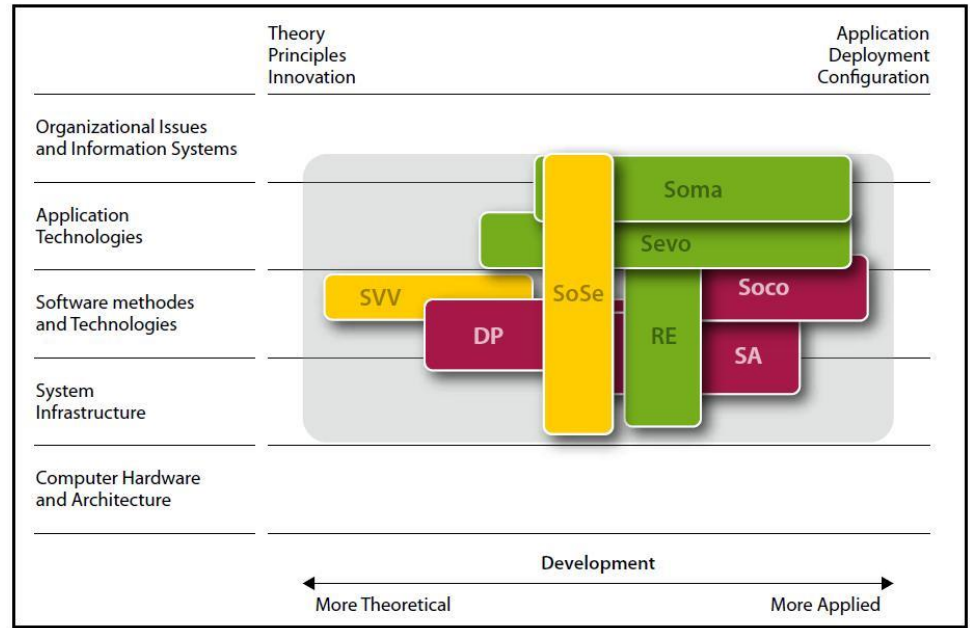 Theory
Principles
Innovation
Application
Deployment
Configuration
Organizational Issues
and Information Systems
Soma
Application
Technologies
Sevo
Software methodes
and Technologies
SVV
SoSe
Soco
DP
RE
SA
System
Infrastructure
Computer Hardware
and Architecture
Development
More Theoretical
More Applied